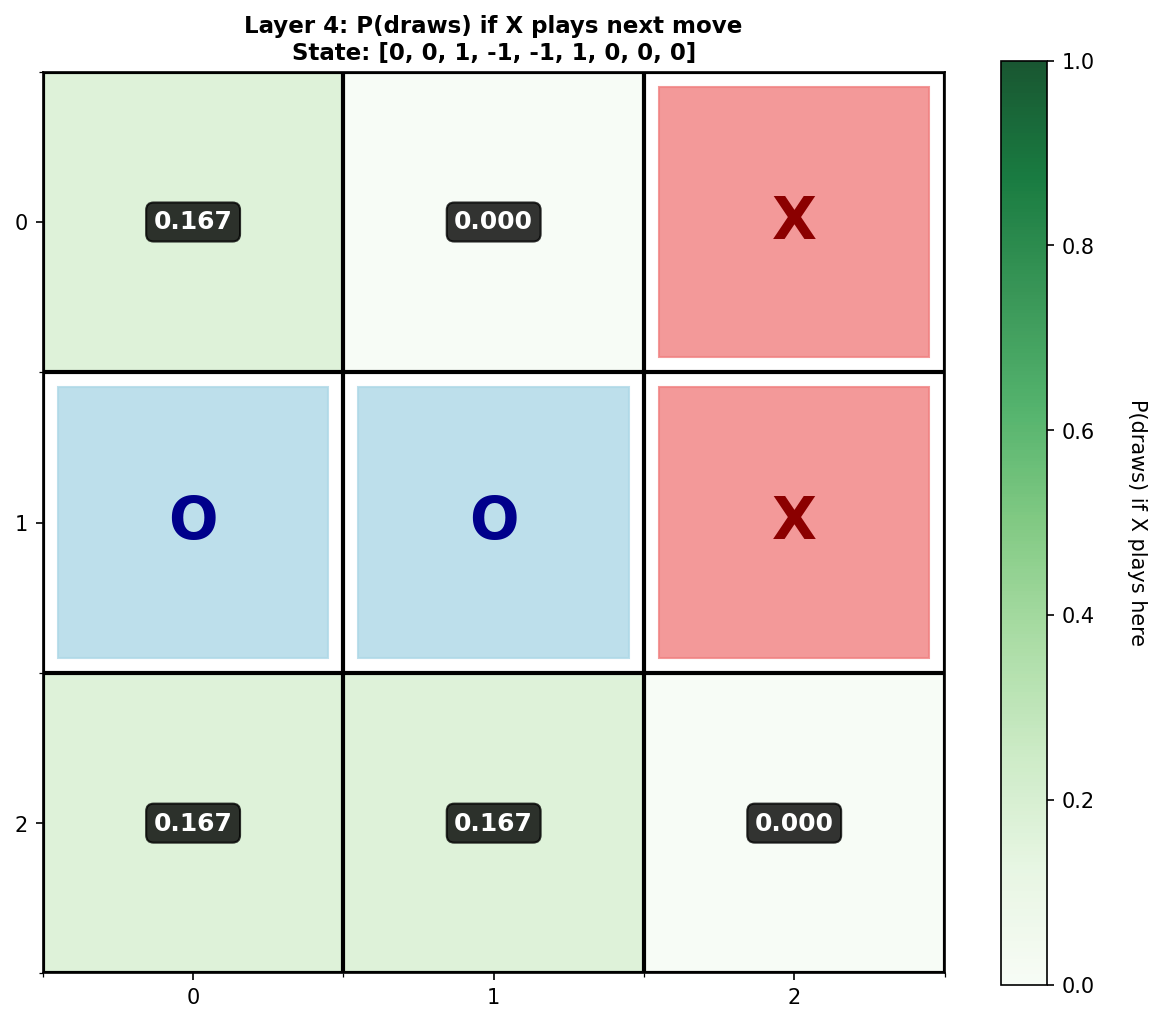 Layer 4: P(draws) if X plays next move
State: [0, 0, 1, -1, -1, 1, 0, 0, 0]
0.167
0.000
X
O
O
X
0.167
0.167
0.000
0
1
2
0
1
2
1.0
0.8
0.6
0.4
0.2
0.0
P(draws) if X plays here